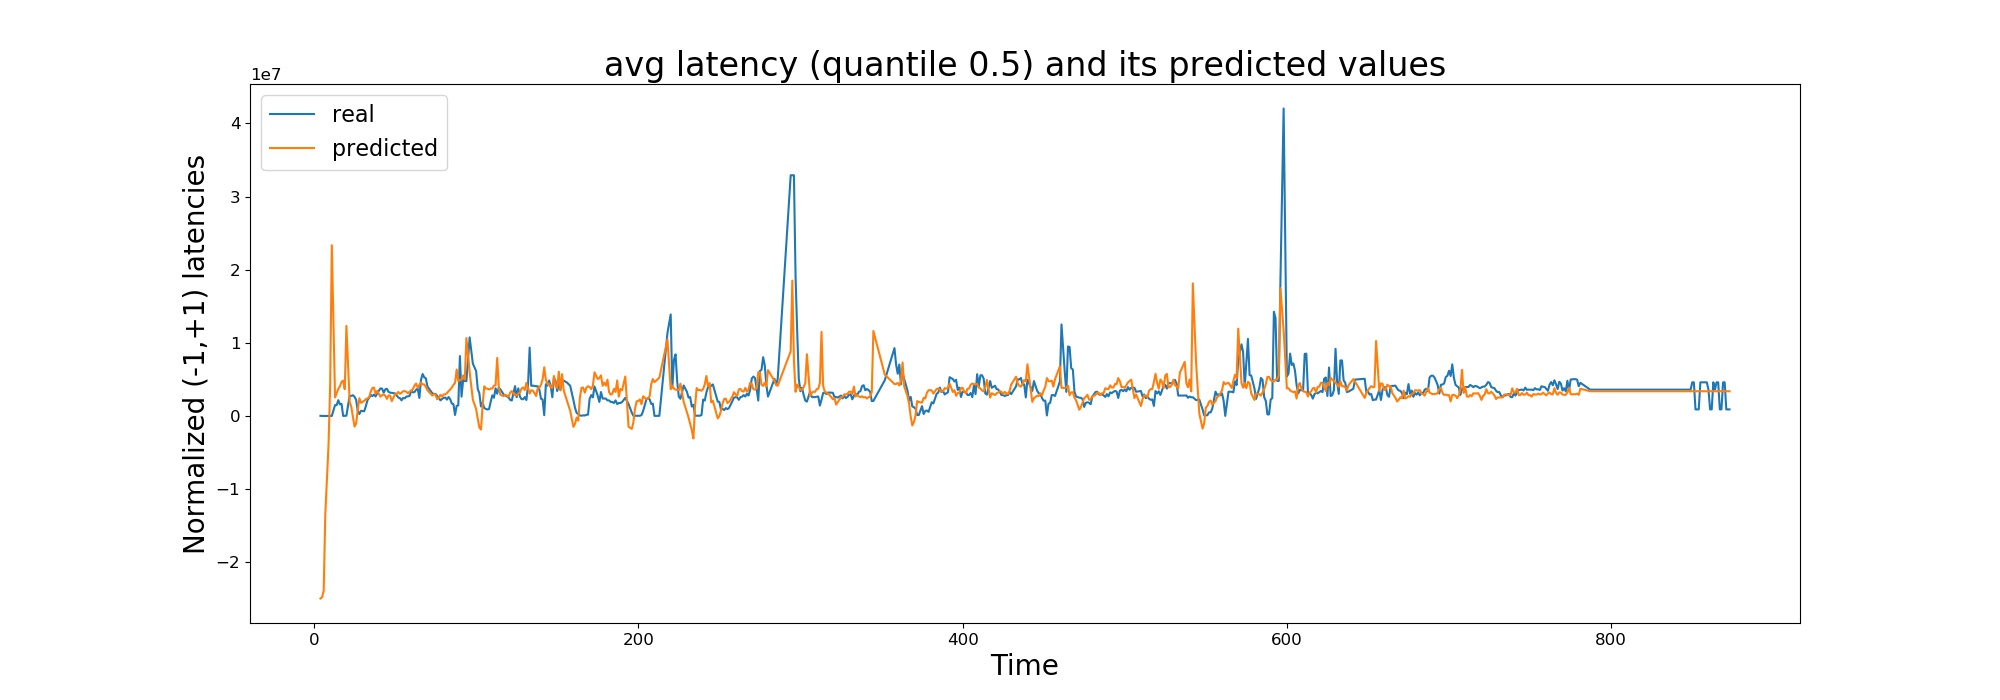 avg latency (quantile 0.5) and its predicted values
1e7
real
predicted
4
3
2
1
0
−1
−2
Normalized (-1,+1) latencies
0 200 400 600 800
Time